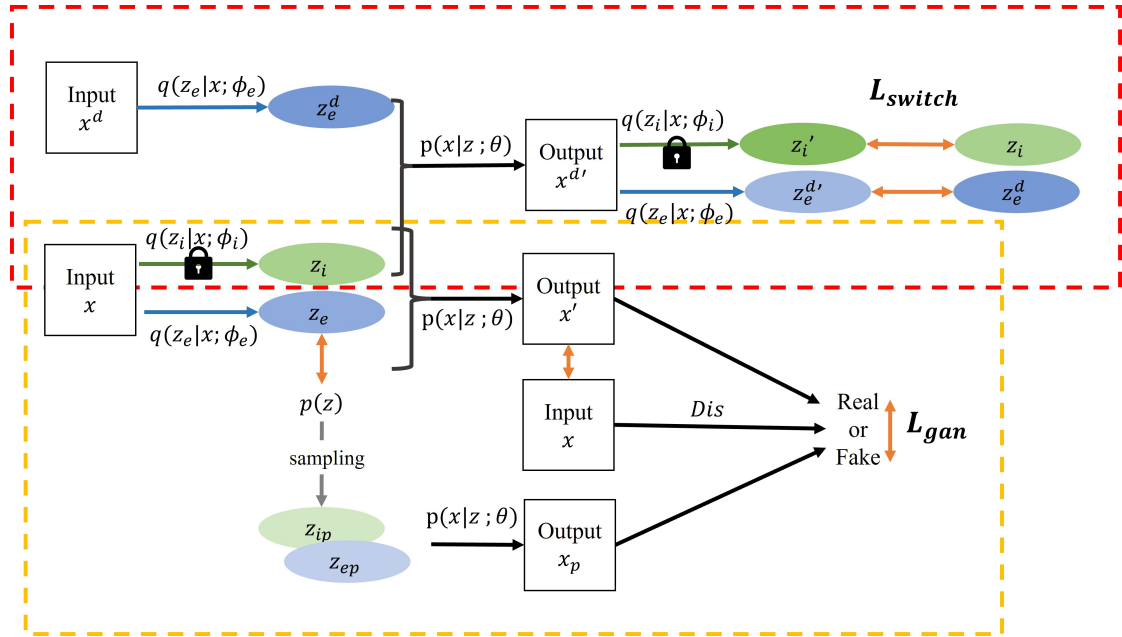 Input
x^d
q(z_e|x; ϕ_e)
z_e^d
p(x|z ; θ)
Output
x^{d′}
q(z_i|x; ϕ_i)
L_switch
z_i′
z_i
q(z_e|x; ϕ_e)
z_e^{d′}
z_e^d
Input
x
q(z_i|x; ϕ_i)
z_i
q(z_e|x; ϕ_e)
z_e
p(x|z ; θ)
Output
x′
p(z)
sampling
Input
x
Dis
Real
or
Fake
L_gan
z_ip
z_ep
p(x|z ; θ)
Output
x_p